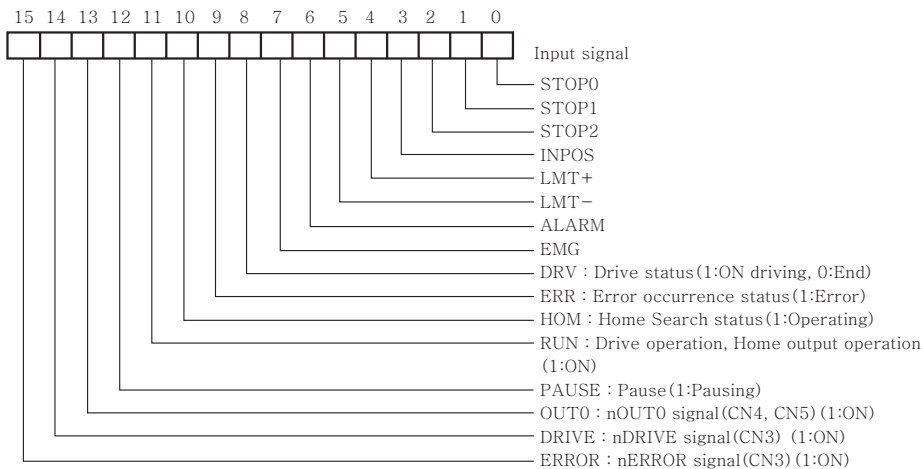 15 14 13 12 11 10 9 8 7 6 5 4 3 2 1 0
Input signal
STOP0
STOP1
STOP2
INPOS
LMT+
LMT−
ALARM
EMG
DRV : Drive status(1:ON driving, 0:End)
ERR : Error occurrence status(1:Error)
HOM : Home Search status(1:Operating)
RUN : Drive operation, Home output operation
(1:ON)
PAUSE : Pause(1:Pausing)
OUT0 : nOUT0 signal(CN4, CN5)(1:ON)
DRIVE : nDRIVE signal(CN3) (1:ON)
ERROR : nERROR signal(CN3)(1:ON)